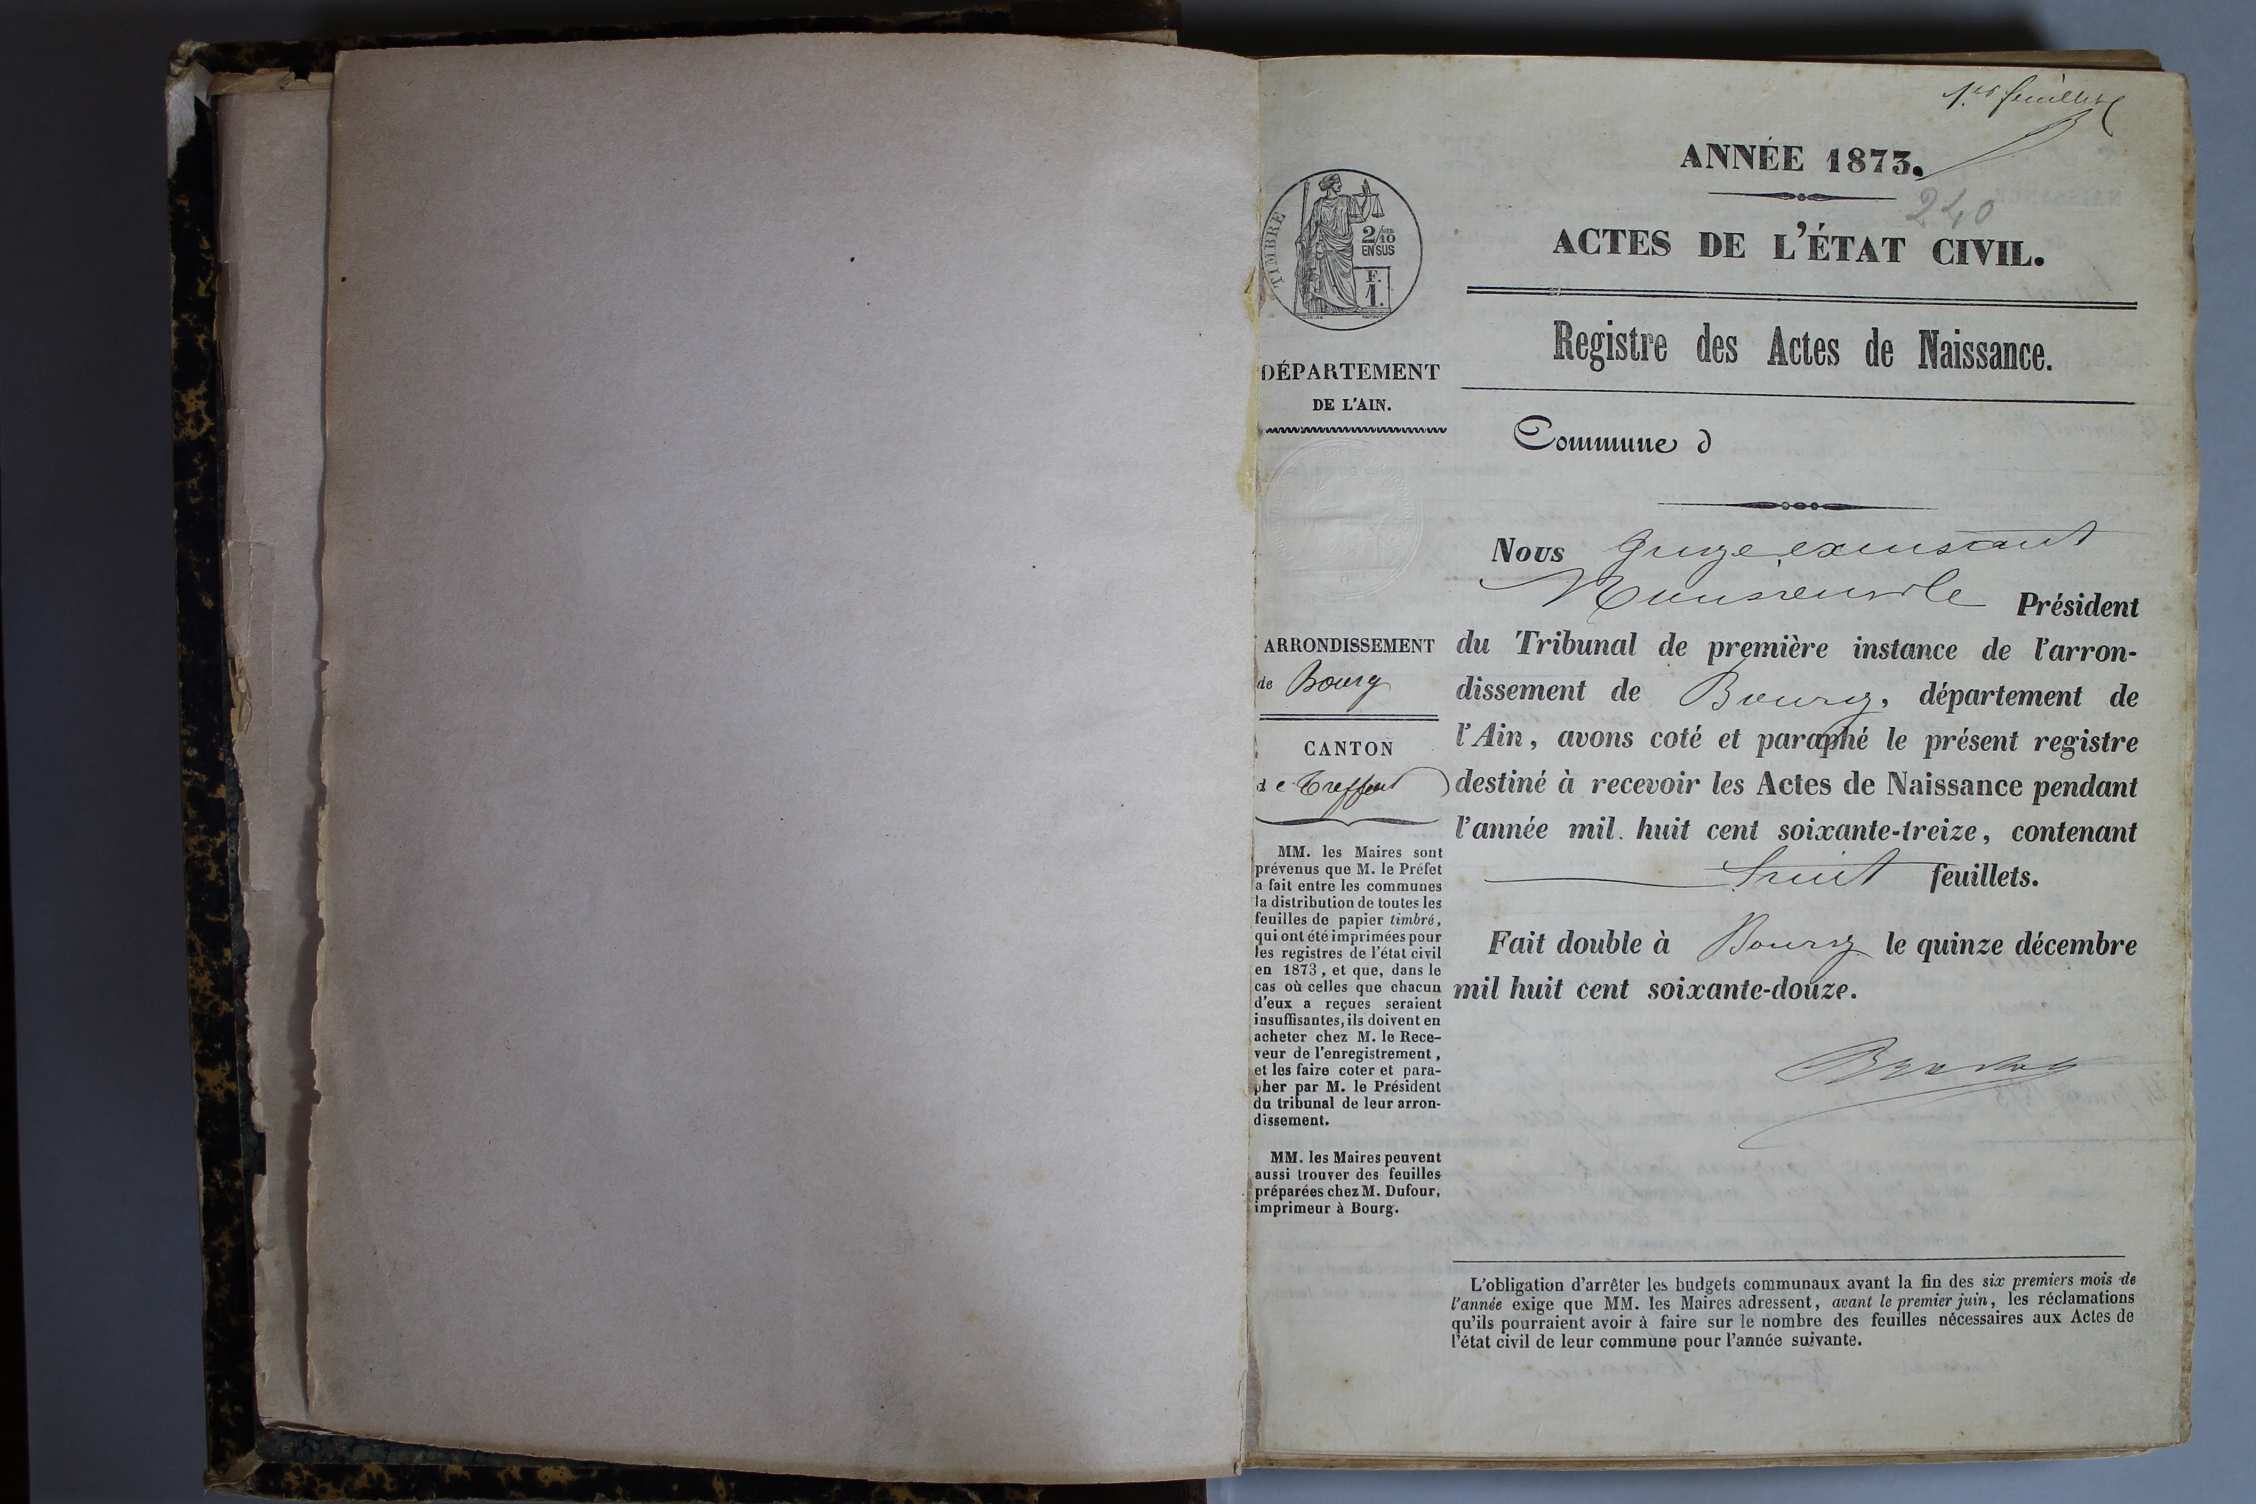 1er feuillet
ANNÉE 1873.
240
ACTES DE L'ÉTAT CIVIL.
Registre des Actes de Naissance.
Commune d
TIMBRE
2/10
EN SUS
F.
1.
DÉPARTEMENT
DE L'AIN.
ARRONDISSEMENT
de Bourg
CANTON
de Treffort
MM. les Maires sont
prévenus que M. le Préfet
a fait entre les communes
la distribution de toutes les
feuilles de papier timbré,
qui ont été imprimées pour
les registres de l'état civil
en 1873, et que, dans le
cas où celles que chacun
d'eux a reçues seraient
insuffisantes, ils doivent en
acheter chez M. le Rece-
veur de l'enregistrement,
et les faire coter et para-
pher par M. le Président
du tribunal de leur arron-
dissement.
MM. les Maires peuvent
aussi trouver des feuilles
préparées chez M. Dufour,
imprimeur à Bourg.
Nous Juge
Monsieur le Président
du Tribunal de première instance de l'arron-
dissement de Bourg, département de
l'Ain, avons coté et paraphé le présent registre
destiné à recevoir les Actes de Naissance pendant
l'année mil huit cent soixante-treize, contenant
huit feuillets.
Fait double à Bourg le quinze décembre
mil huit cent soixante-douze.
L'obligation d'arrêter les budgets communaux avant la fin des six premiers mois de
l'année exige que MM. les Maires adressent, avant le premier juin, les réclamations
qu'ils pourraient avoir à faire sur le nombre des feuilles nécessaires aux Actes de
l'état civil de leur commune pour l'année suivante.